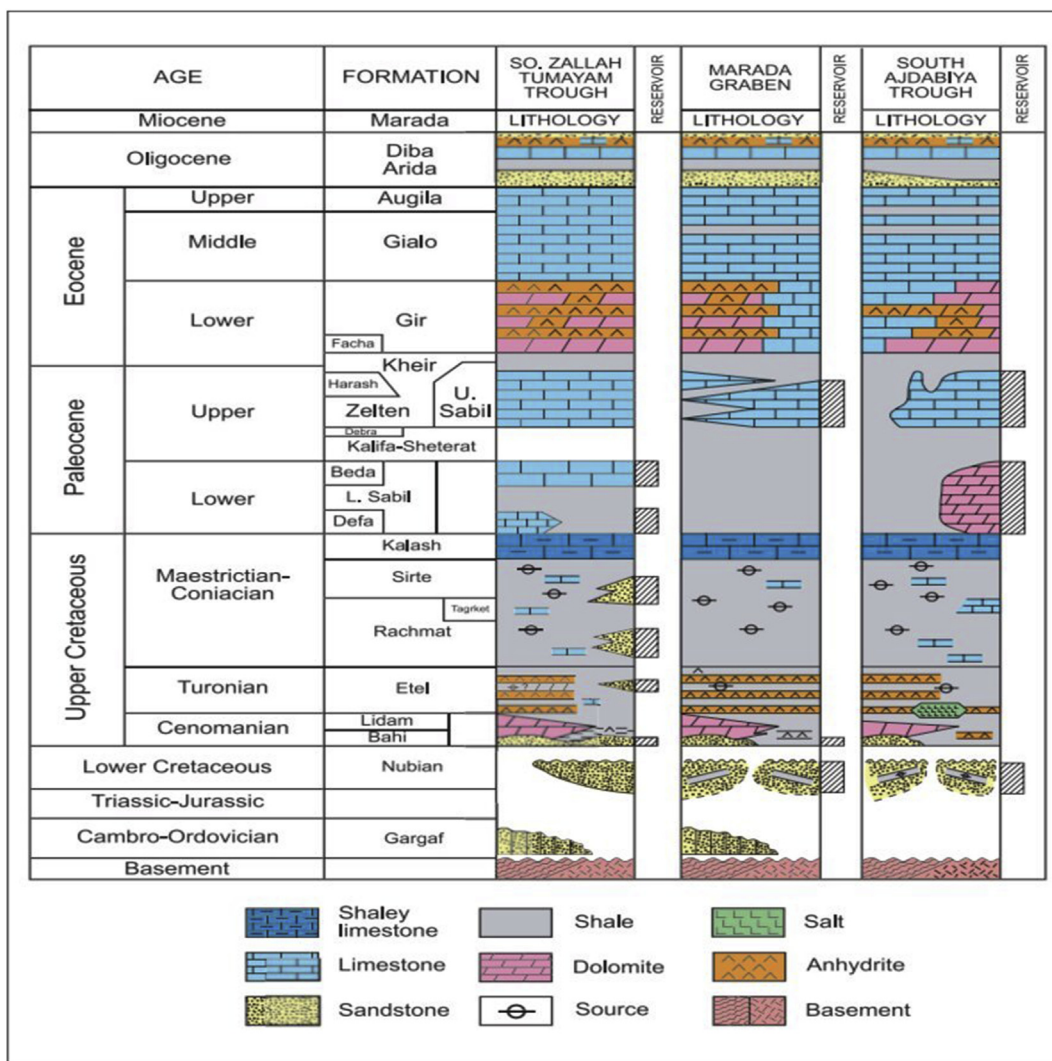 AGE
FORMATION
SO. ZALLAH
TUMAYAM
TROUGH
RESERVOIR
MARADA
GRABEN
RESERVOIR
SOUTH
AJDABIYA
TROUGH
RESERVOIR
Miocene
Marada
LITHOLOGY
LITHOLOGY
LITHOLOGY
Oligocene
Diba
Arida
Eocene
Upper
Augila
Middle
Gialo
Lower
Gir
Facha
Paleocene
Kheir
Upper
Harash
Zelten
U.
Sabil
Debra
Kalifa-Sheterat
Lower
Beda
L. Sabil
Defa
Upper Cretaceous
Maestrictian-
Coniacian
Kalash
Sirte
Tagrket
Rachmat
Turonian
Etel
Cenomanian
Lidam
Bahi
Lower Cretaceous
Nubian
Triassic-Jurassic
Cambro-Ordovician
Gargaf
Basement
Shaley
limestone
Shale
Salt
Limestone
Dolomite
Anhydrite
Sandstone
Source
Basement